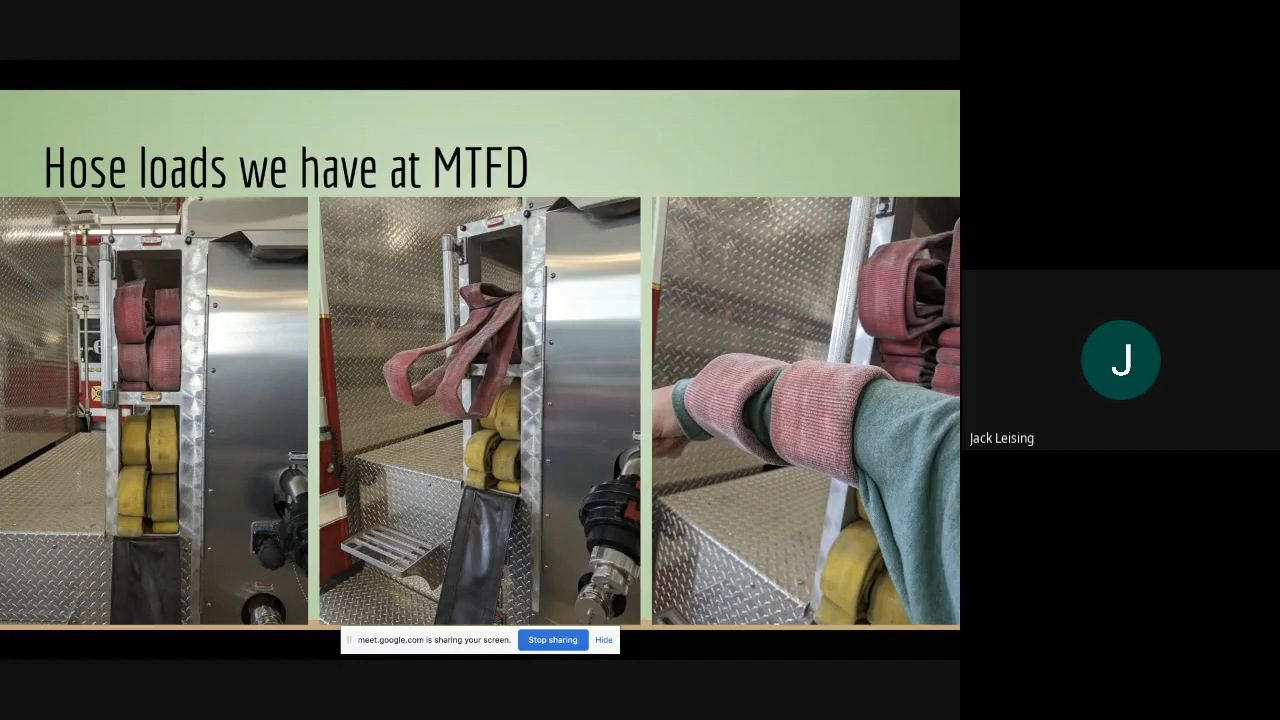 Hose loads we have at MTFD
meet.google.com is sharing your screen. Stop sharing Hide
Jack Leising
J